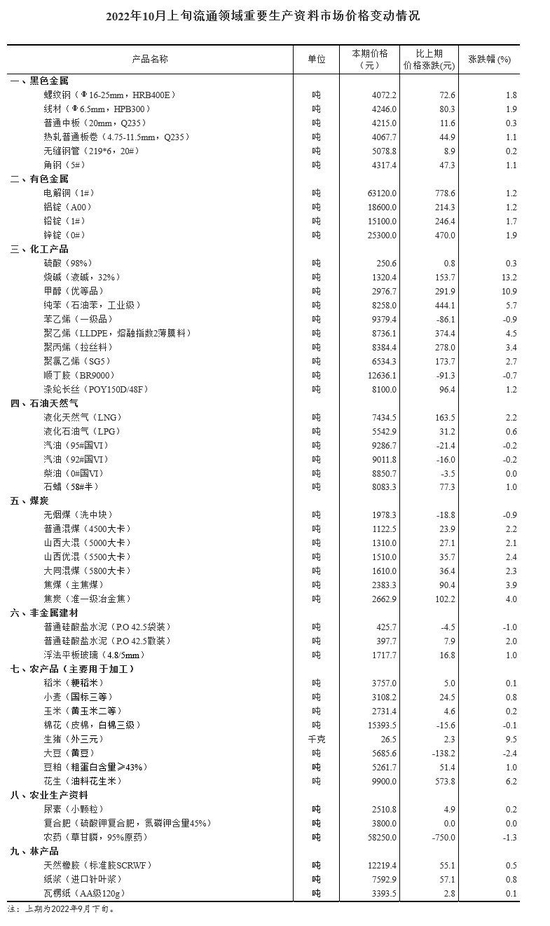 2022年10月上旬流通领域重要生产资料市场价格变动情况
产品名称 单位 本期价格（元） 比上期价格涨跌(元) 涨跌幅 (%)
一、黑色金属
螺纹钢（Φ16-25mm，HRB400E） 吨 4072.2 72.6 1.8
线材（Φ6.5mm，HPB300） 吨 4246.0 80.3 1.9
普通中板（20mm，Q235） 吨 4215.0 11.6 0.3
热轧普通板卷（4.75-11.5mm，Q235） 吨 4067.7 44.9 1.1
无缝钢管（219*6，20#） 吨 5078.8 8.9 0.2
角钢（5#） 吨 4317.4 47.3 1.1
二、有色金属
电解铜（1#） 吨 63120.0 778.6 1.2
铝锭（A00） 吨 18600.0 214.3 1.2
铅锭（1#） 吨 15100.0 246.4 1.7
锌锭（0#） 吨 25300.0 470.0 1.9
三、化工产品
硫酸（98%） 吨 250.6 0.8 0.3
烧碱（液碱，32%） 吨 1320.4 153.7 13.2
甲醇（优等品） 吨 2976.7 291.9 10.9
纯苯（石油苯，工业级） 吨 8258.0 444.1 5.7
苯乙烯（一级品） 吨 9379.4 -86.1 -0.9
聚乙烯（LLDPE，熔融指数2薄膜料） 吨 8736.1 374.4 4.5
聚丙烯（拉丝料） 吨 8384.4 278.0 3.4
聚氯乙烯（SG5） 吨 6534.3 173.7 2.7
顺丁胶（BR9000） 吨 12636.1 -91.3 -0.7
涤纶长丝（POY150D/48F） 吨 8100.0 96.4 1.2
四、石油天然气
液化天然气（LNG） 吨 7434.5 163.5 2.2
液化石油气（LPG） 吨 5542.9 31.2 0.6
汽油（95#国VI） 吨 9286.7 -21.4 -0.2
汽油（92#国VI） 吨 9011.8 -16.0 -0.2
柴油（0#国VI） 吨 8850.7 -3.5 0.0
石蜡（58#半） 吨 8083.3 77.3 1.0
五、煤炭
无烟煤（洗中块） 吨 1978.3 -18.8 -0.9
普通混煤（4500大卡） 吨 1122.5 23.9 2.2
山西大混（5000大卡） 吨 1310.0 27.1 2.1
山西优混（5500大卡） 吨 1510.0 35.7 2.4
大同混煤（5800大卡） 吨 1610.0 36.4 2.3
焦煤（主焦煤） 吨 2383.3 90.4 3.9
焦炭（准一级冶金焦） 吨 2662.9 102.2 4.0
六、非金属建材
普通硅酸盐水泥（P.O 42.5袋装） 吨 425.7 -4.5 -1.0
普通硅酸盐水泥（P.O 42.5散装） 吨 397.7 7.9 2.0
浮法平板玻璃（4.8/5mm） 吨 1717.7 16.8 1.0
七、农产品（主要用于加工）
稻米（粳稻米） 吨 3757.0 5.0 0.1
小麦（国标三等） 吨 3108.2 24.5 0.8
玉米（黄玉米二等） 吨 2731.4 4.6 0.2
棉花（皮棉，白棉三级） 吨 15393.5 -15.6 -0.1
生猪（外三元） 千克 26.5 2.3 9.5
大豆（黄豆） 吨 5685.6 -138.2 -2.4
豆粕（粗蛋白含量≥43%） 吨 5261.7 51.4 1.0
花生（油料花生米） 吨 9900.0 573.8 6.2
八、农业生产资料
尿素（小颗粒） 吨 2510.8 4.9 0.2
复合肥（硫酸钾复合肥，氮磷钾含量45%） 吨 3800.0 0.0 0.0
农药（草甘膦，95%原药） 吨 58250.0 -750.0 -1.3
九、林产品
天然橡胶（标准胶SCRWF） 吨 12219.4 55.1 0.5
纸浆（进口针叶浆） 吨 7592.9 57.1 0.8
瓦楞纸（AA级120g） 吨 3393.5 2.8 0.1
注：上期为2022年9月下旬。